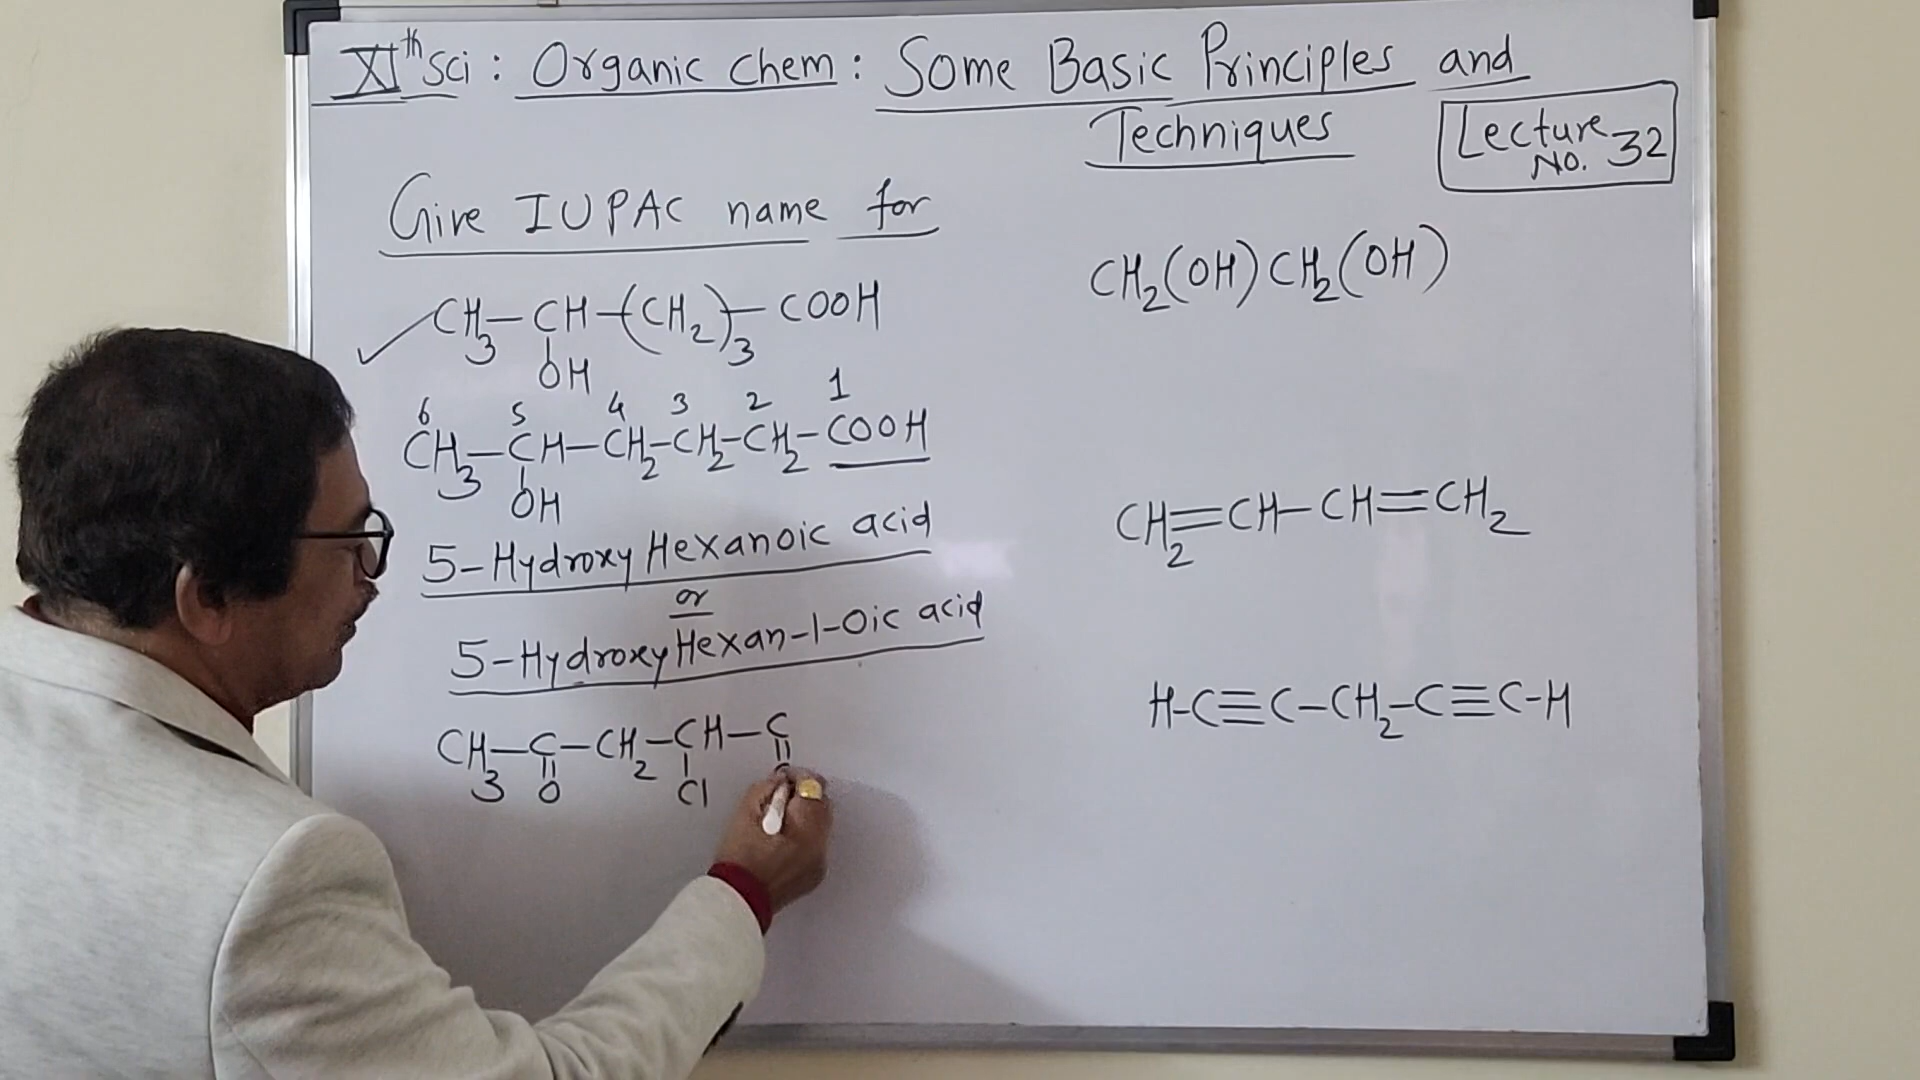 XIth Sci : Organic Chem : Some Basic Principles and
Techniques
Lecture
No. 32
Give IUPAC name for
CH3–CH–(CH2)3–COOH
OH
6 5 4 3 2 1
CH3–CH–CH2–CH2–CH2–COOH
OH
5-Hydroxy Hexanoic acid
or
5-Hydroxy Hexan-1-Oic acid
CH3–C–CH2–CH–C
O Cl
CH2(OH)CH2(OH)
CH2=CH–CH=CH2
H-C≡C–CH2–C≡C-H